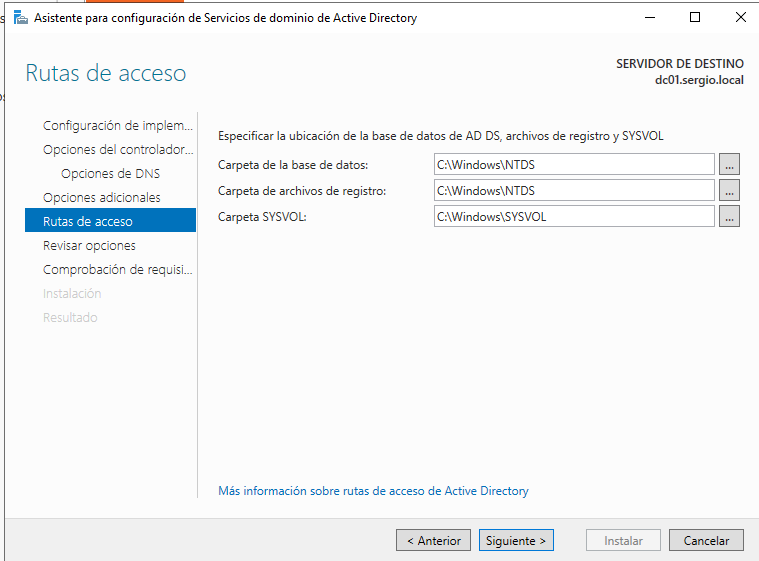 Asistente para configuración de Servicios de dominio de Active Directory
Rutas de acceso
SERVIDOR DE DESTINO
dc01.sergio.local
Configuración de implem...
Opciones del controlador...
Opciones de DNS
Opciones adicionales
Rutas de acceso
Revisar opciones
Comprobación de requisi...
Instalación
Resultado
Especificar la ubicación de la base de datos de AD DS, archivos de registro y SYSVOL
Carpeta de la base de datos: C:\Windows\NTDS ...
Carpeta de archivos de registro: C:\Windows\NTDS ...
Carpeta SYSVOL: C:\Windows\SYSVOL ...
Más información sobre rutas de acceso de Active Directory
< Anterior Siguiente > Instalar Cancelar